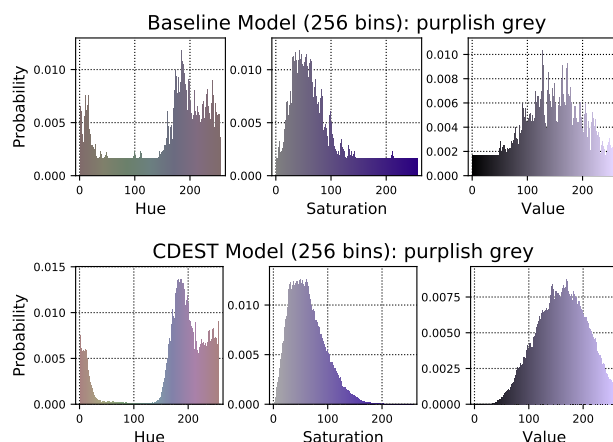 Baseline Model (256 bins): purplish grey
Probability
0.010
0.005
0.000
0 100 200
Hue
0.010
0.005
0.000
0 100 200
Saturation
0.010
0.008
0.006
0.004
0.002
0.000
0 100 200
Value
CDEST Model (256 bins): purplish grey
Probability
0.015
0.010
0.005
0.000
0 100 200
Hue
0.010
0.005
0.000
0 100 200
Saturation
0.0075
0.0050
0.0025
0.0000
0 100 200
Value